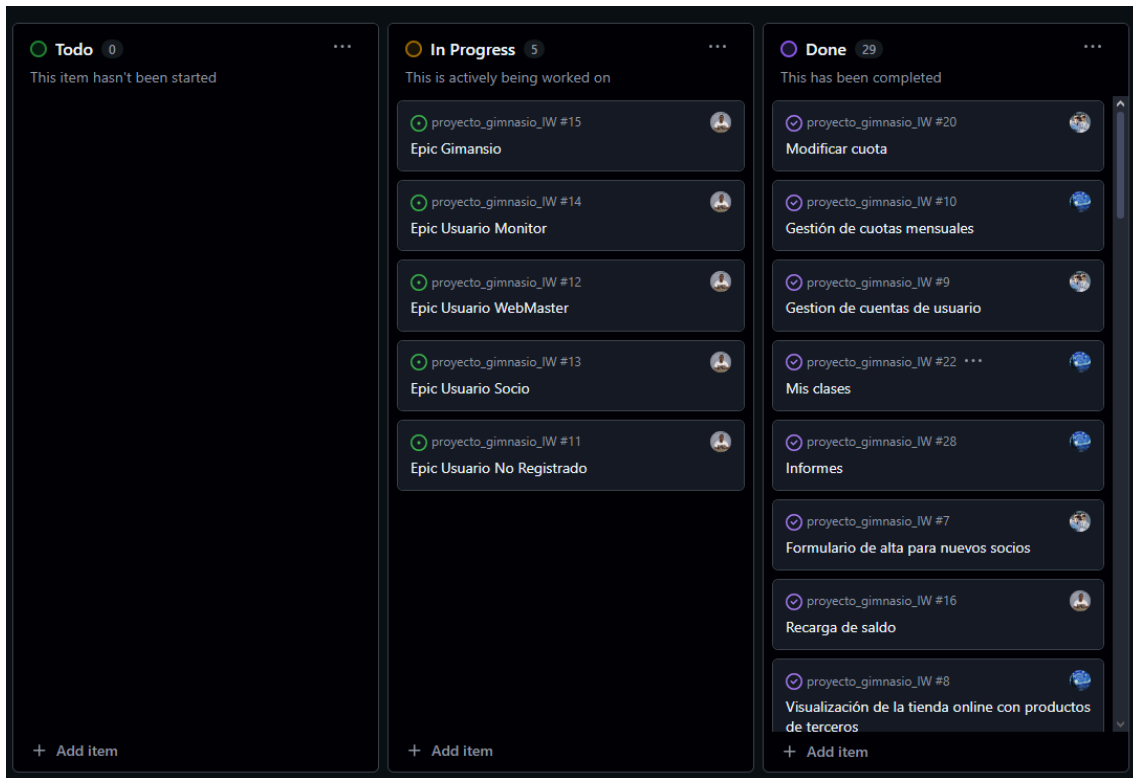 Todo 0
This item hasn't been started
+ Add item
In Progress 5
This is actively being worked on
proyecto_gimnasio_IW #15
Epic Gimansio
proyecto_gimnasio_IW #14
Epic Usuario Monitor
proyecto_gimnasio_IW #12
Epic Usuario WebMaster
proyecto_gimnasio_IW #13
Epic Usuario Socio
proyecto_gimnasio_IW #11
Epic Usuario No Registrado
+ Add item
Done 29
This has been completed
proyecto_gimnasio_IW #20
Modificar cuota
proyecto_gimnasio_IW #10
Gestión de cuotas mensuales
proyecto_gimnasio_IW #9
Gestion de cuentas de usuario
proyecto_gimnasio_IW #22
Mis clases
proyecto_gimnasio_IW #28
Informes
proyecto_gimnasio_IW #7
Formulario de alta para nuevos socios
proyecto_gimnasio_IW #16
Recarga de saldo
proyecto_gimnasio_IW #8
Visualización de la tienda online con productos
de terceros
+ Add item